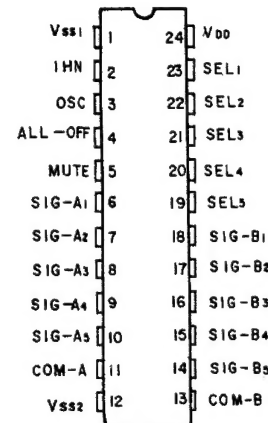 Vss1 1 24 VDD
1HN 2 23 SEL1
OSC 3 22 SEL2
ALL-OFF 4 21 SEL3
MUTE 5 20 SEL4
SIG-A1 6 19 SEL5
SIG-A2 7 18 SIG-B1
SIG-A3 8 17 SIG-B2
SIG-A4 9 16 SIG-B3
SIG-A5 10 15 SIG-B4
COM-A 11 14 SIG-B5
Vss2 12 13 COM-B